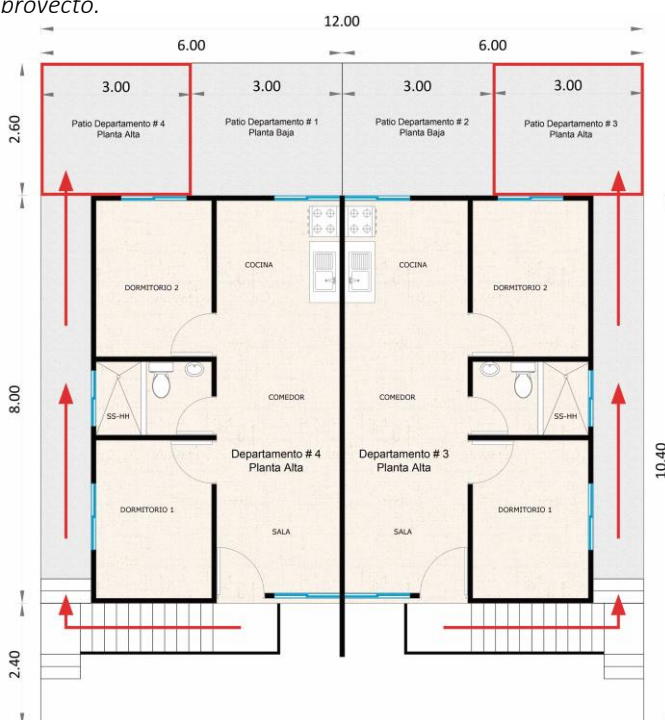 proyecto.
12.00
6.00
6.00
3.00
3.00
3.00
2.60
Patio Departamento # 4
Planta Alta
Patio Departamento # 1
Planta Baja
Patio Departamento # 2
Planta Baja
Patio Departamento # 3
Planta Alta
COCINA
COCINA
DORMITORIO 2
DORMITORIO 2
8.00
COMEDOR
COMEDOR
SS-HH
SS-HH
Departamento # 4
Planta Alta
Departamento # 3
Planta Alta
10.40
DORMITORIO 1
DORMITORIO 1
SALA
SALA
2.40